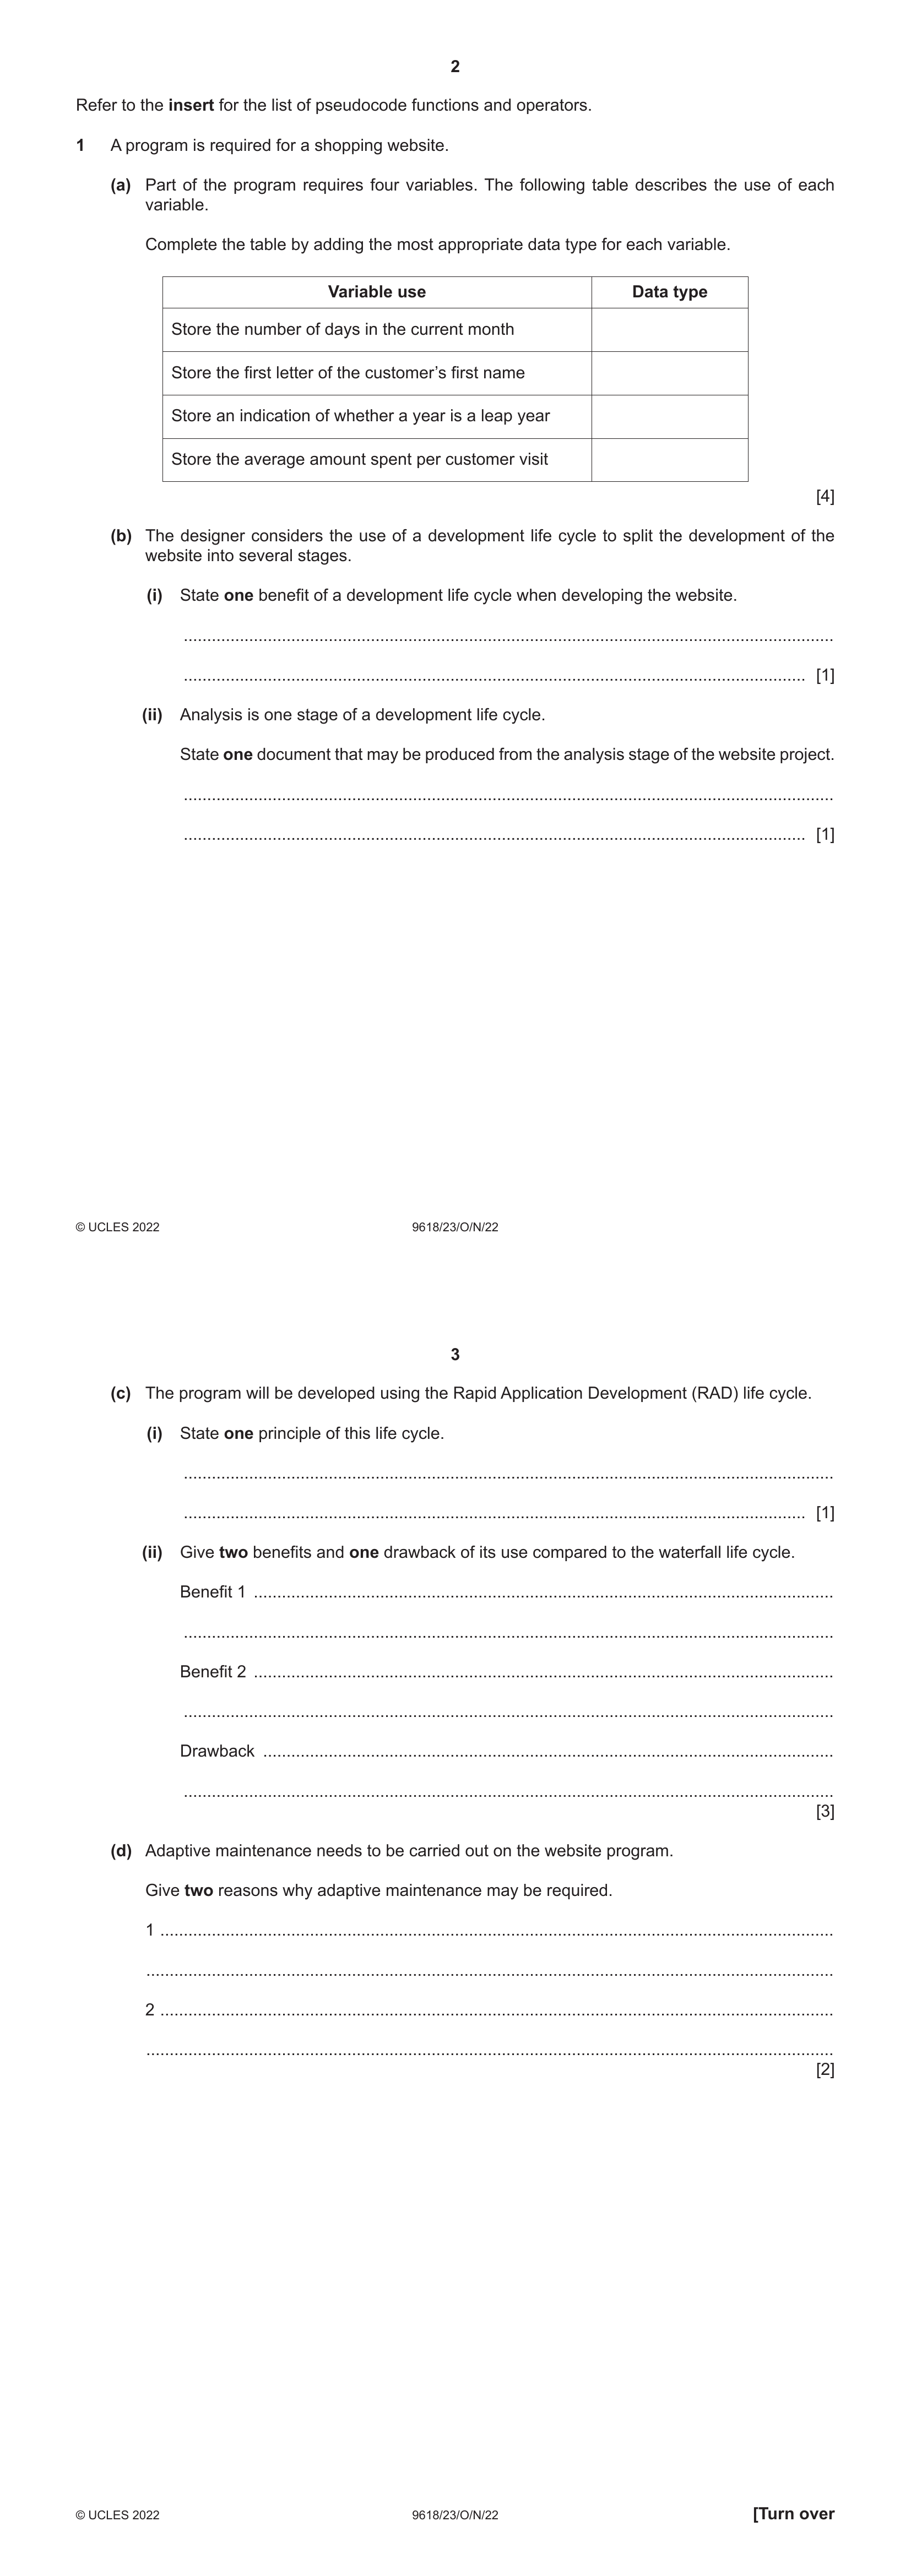 2
Refer to the insert for the list of pseudocode functions and operators.
1 A program is required for a shopping website.
(a) Part of the program requires four variables. The following table describes the use of each
variable.
Complete the table by adding the most appropriate data type for each variable.
Variable use Data type
Store the number of days in the current month
Store the first letter of the customer’s first name
Store an indication of whether a year is a leap year
Store the average amount spent per customer visit
[4]
(b) The designer considers the use of a development life cycle to split the development of the
website into several stages.
(i) State one benefit of a development life cycle when developing the website.
....................................................................................................................................
.............................................................................................................................. [1]
(ii) Analysis is one stage of a development life cycle.
State one document that may be produced from the analysis stage of the website project.
....................................................................................................................................
.............................................................................................................................. [1]
© UCLES 2022 9618/23/O/N/22
3
(c) The program will be developed using the Rapid Application Development (RAD) life cycle.
(i) State one principle of this life cycle.
....................................................................................................................................
.............................................................................................................................. [1]
(ii) Give two benefits and one drawback of its use compared to the waterfall life cycle.
Benefit 1 ......................................................................................................................
....................................................................................................................................
Benefit 2 ......................................................................................................................
....................................................................................................................................
Drawback ....................................................................................................................
....................................................................................................................................
[3]
(d) Adaptive maintenance needs to be carried out on the website program.
Give two reasons why adaptive maintenance may be required.
1 ........................................................................................................................................
...........................................................................................................................................
2 ........................................................................................................................................
...........................................................................................................................................
[2]
© UCLES 2022 9618/23/O/N/22 [Turn over